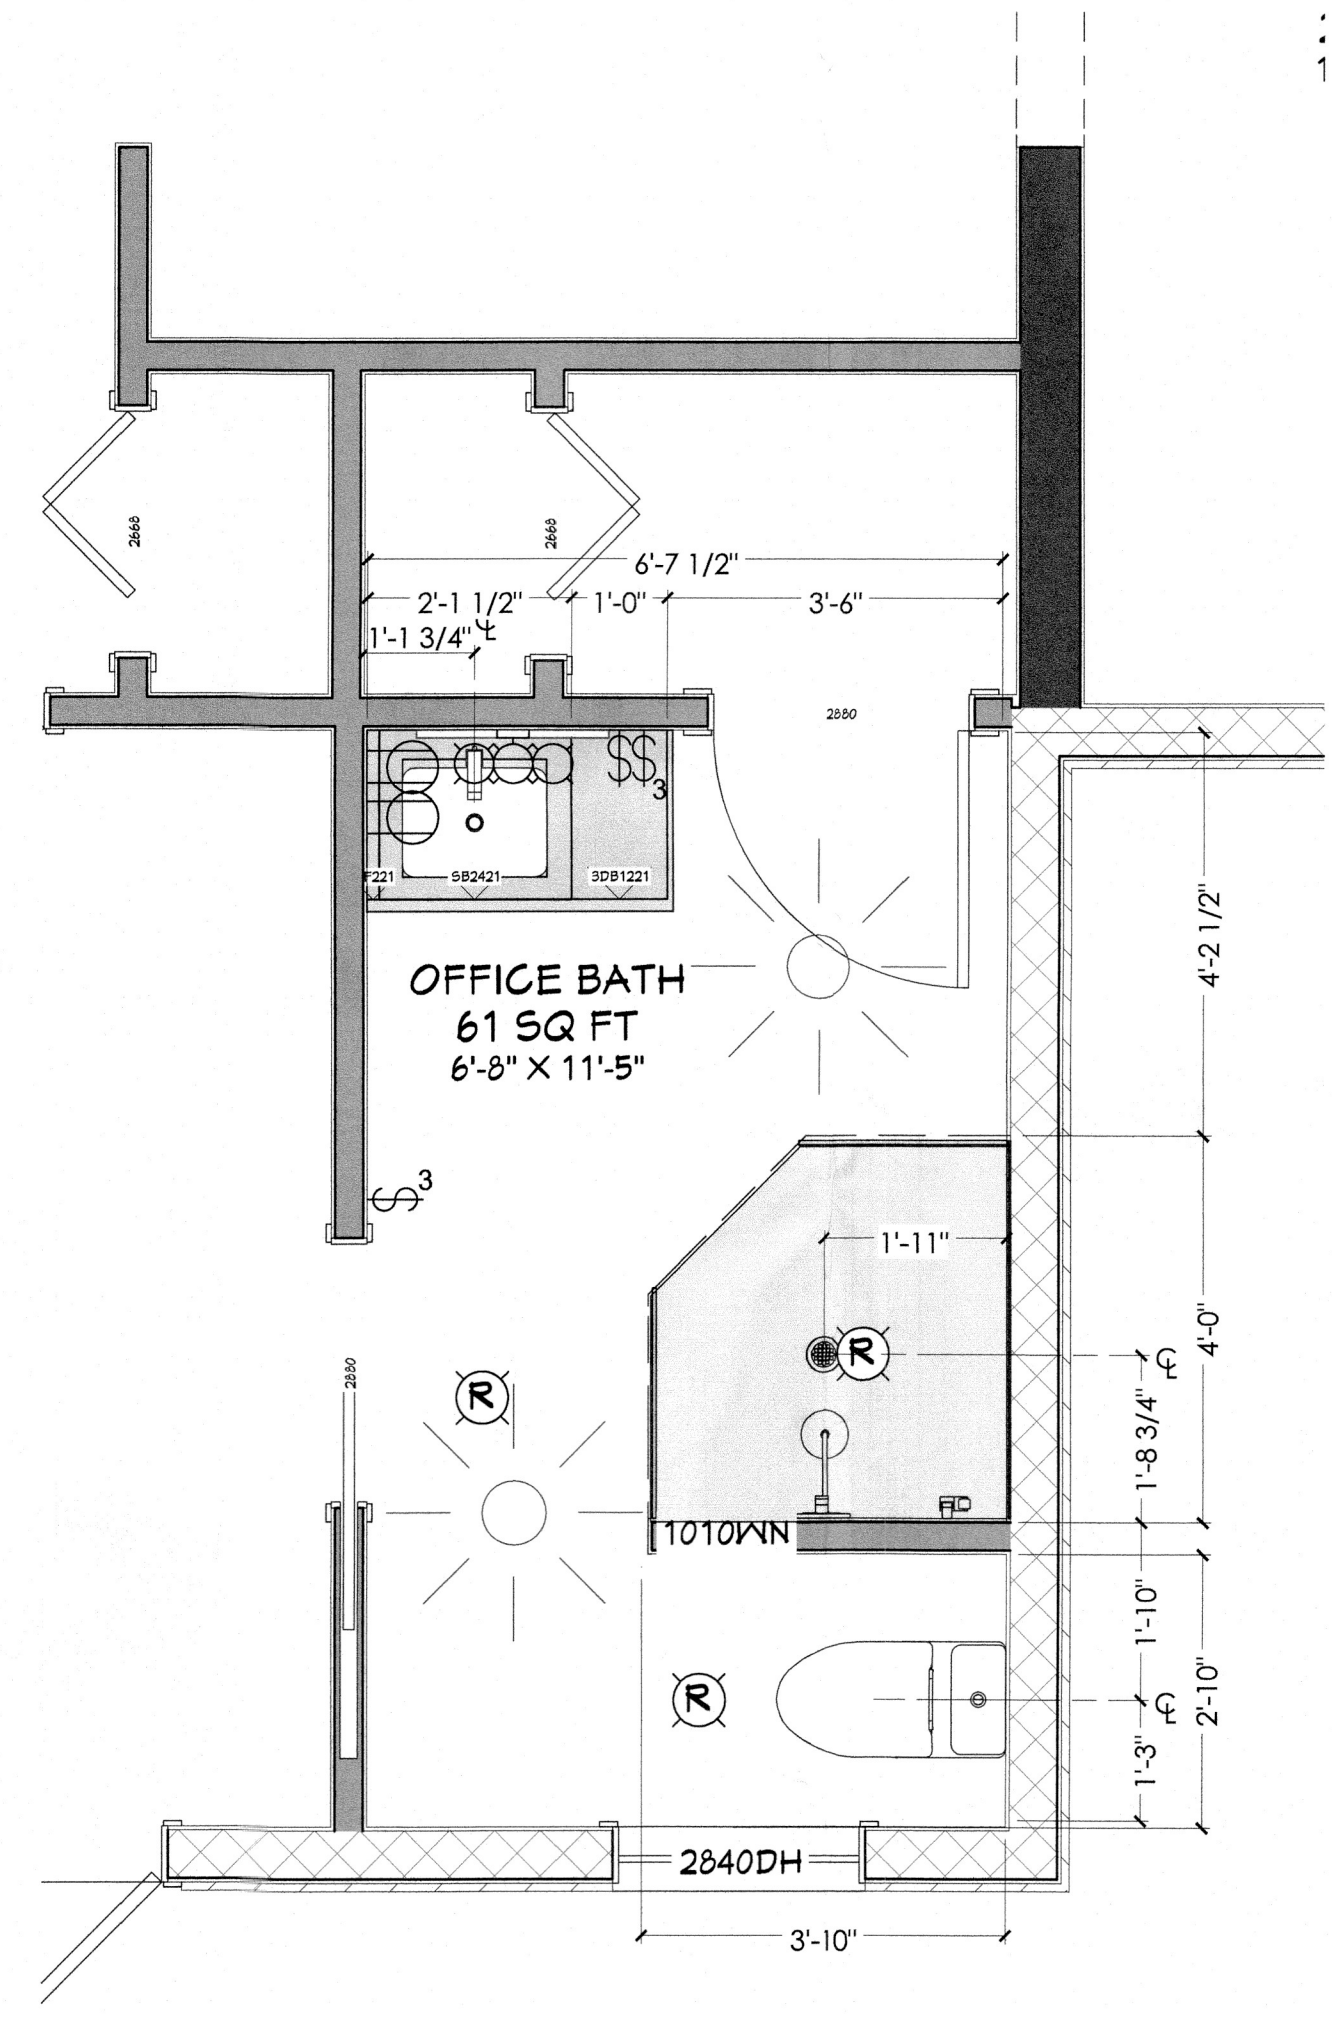 1
2668
2668
6'-7 1/2"
2'-1 1/2"
1'-0"
3'-6"
1'-1 3/4"
℄
2880
$$
3
F221
SB2421
3DB1221
OFFICE BATH
61 SQ FT
6'-8" X 11'-5"
4'-2 1/2"
$
3
1'-11"
4'-0"
R
℄
2880
R
1'-8 3/4"
1010MN
1'-10"
2'-10"
R
℄
1'-3"
2840DH
3'-10"